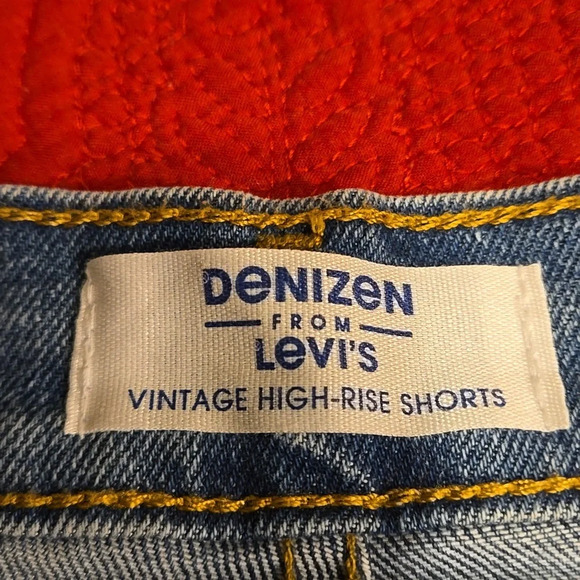 DENIZEN
FROM
LEVI'S
VINTAGE HIGH-RISE SHORTS